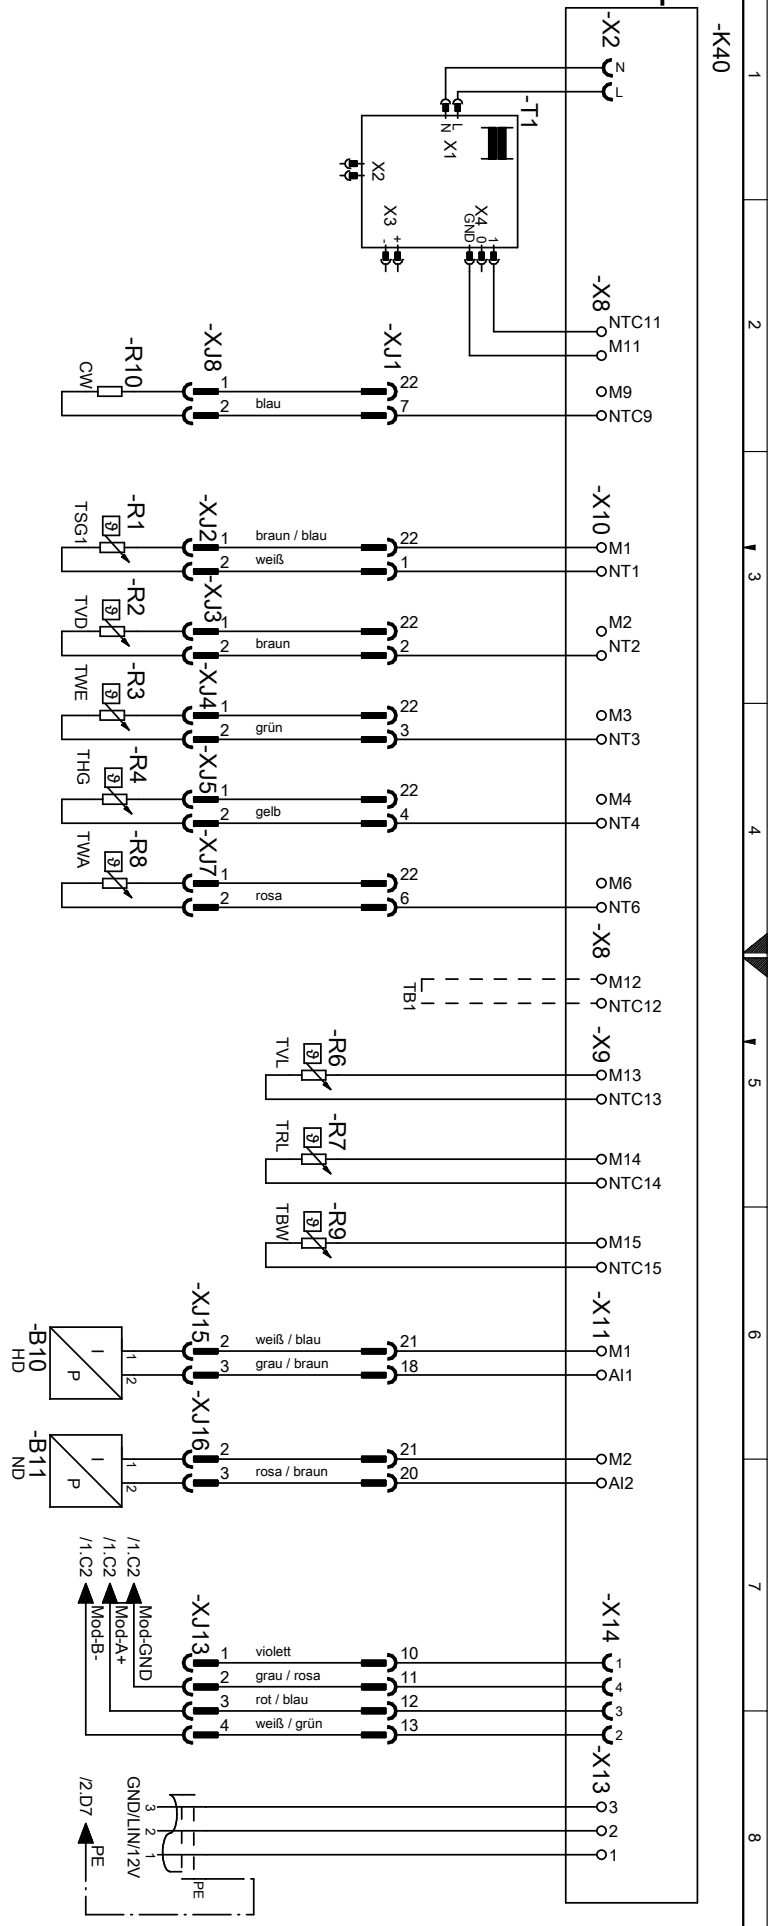 -K40
1
2
3
4
5
6
7
8
-X2
N
L
-T1
L
N
X1
X2
X3
+
-
X4
1
0
GND
-X8
NTC11
M11
M9
NTC9
-XJ1
22
7
-XJ8
1
2
blau
-R10
CW
-X10
M1
NT1
22
1
-XJ2
1
2
braun / blau
weiß
-R1
ϑ
TSG1
M2
NT2
22
2
-XJ3
1
2
braun
-R2
ϑ
TVD
M3
NT3
22
3
-XJ4
1
2
grün
-R3
ϑ
TWE
M4
NT4
22
4
-XJ5
1
2
gelb
-R4
ϑ
THG
M6
NT6
22
6
-XJ7
1
2
rosa
-R8
ϑ
TWA
-X8
M12
NTC12
TB1
-X9
M13
NTC13
-R6
ϑ
TVL
M14
NTC14
-R7
ϑ
TRL
M15
NTC15
-R9
ϑ
TBW
-X11
M1
AI1
21
18
-XJ15
2
3
weiß / blau
grau / braun
1
2
I
P
-B10
HD
M2
AI2
21
20
-XJ16
2
3
rosa / braun
1
2
I
P
-B11
ND
-X14
1
4
3
2
10
11
12
13
-XJ13
1
2
3
4
violett
grau / rosa
rot / blau
weiß / grün
/1.C2
Mod-GND
/1.C2
Mod-A+
/1.C2
Mod-B-
-X13
3
2
1
3
2
1
GND/LIN/12V
PE
/2.D7
PE